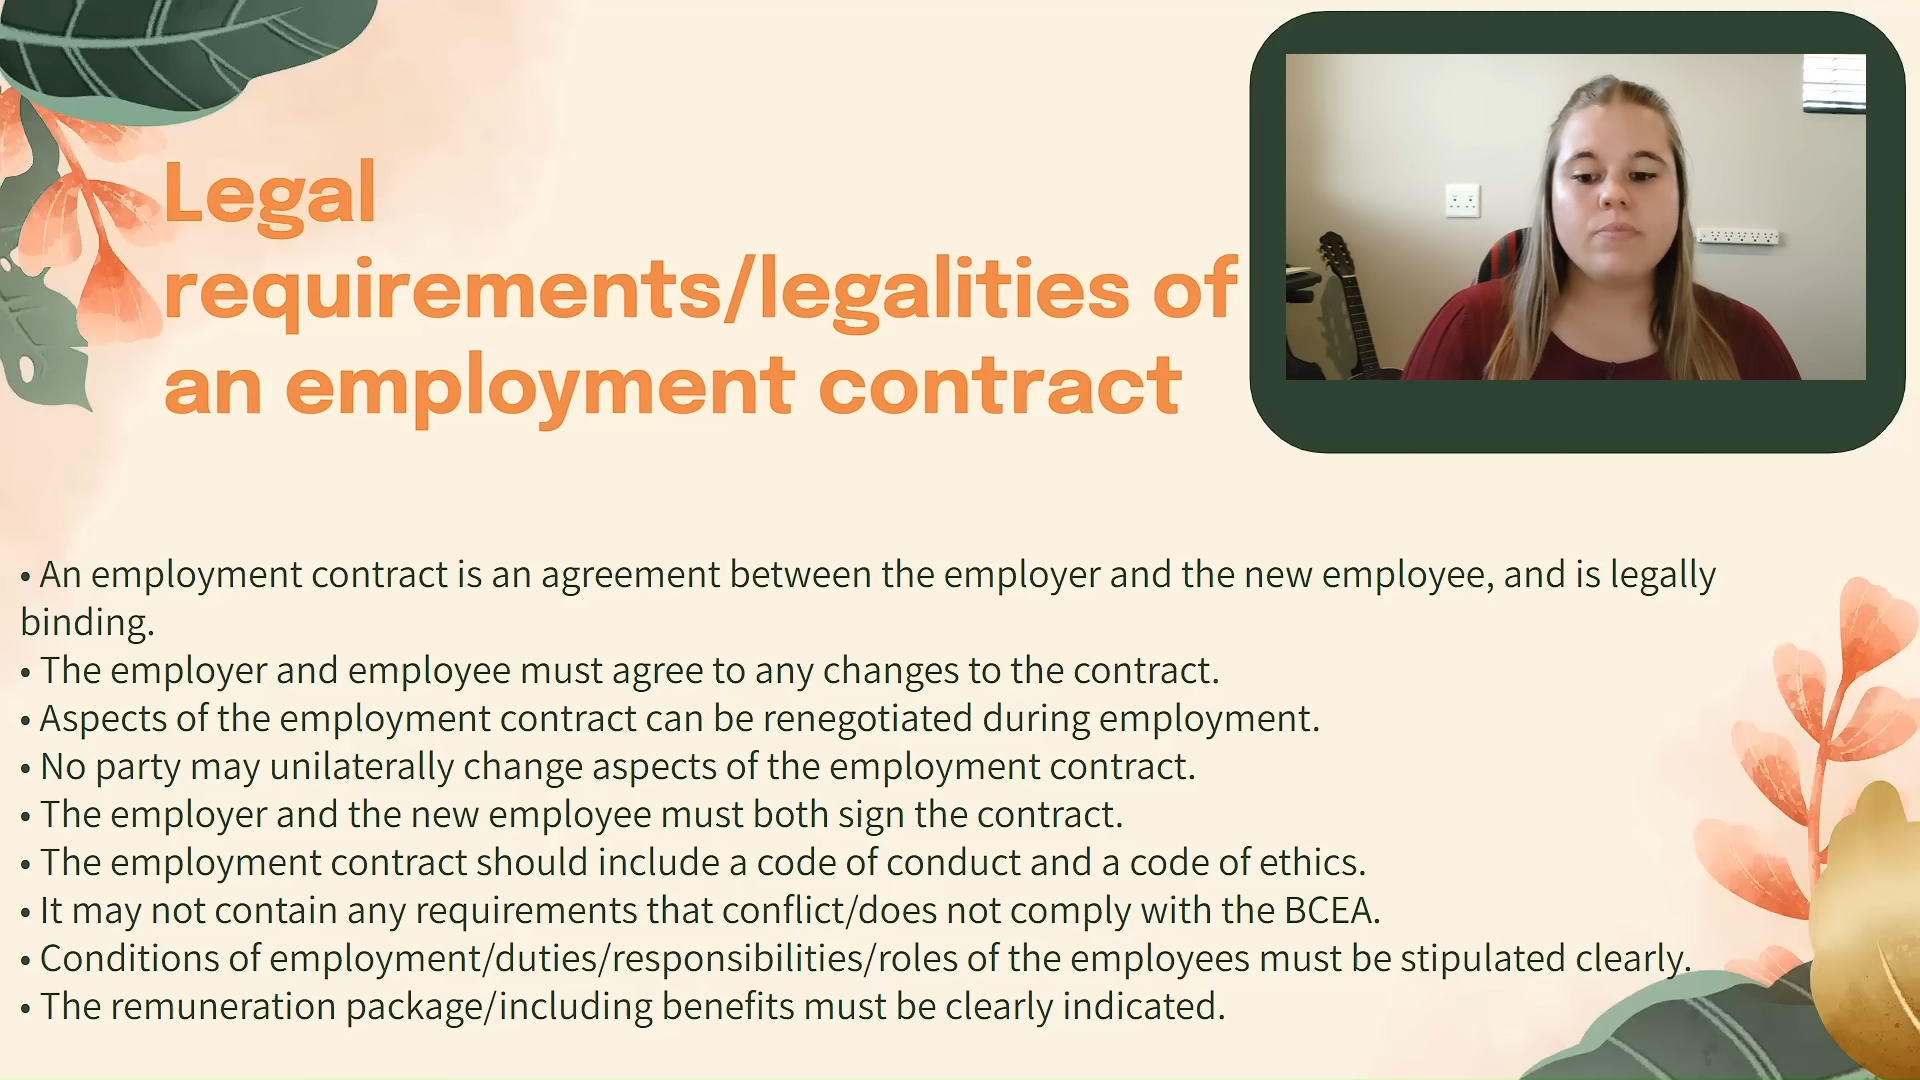 Legal
requirements/legalities of
an employment contract
• An employment contract is an agreement between the employer and the new employee, and is legally
binding.
• The employer and employee must agree to any changes to the contract.
• Aspects of the employment contract can be renegotiated during employment.
• No party may unilaterally change aspects of the employment contract.
• The employer and the new employee must both sign the contract.
• The employment contract should include a code of conduct and a code of ethics.
• It may not contain any requirements that conflict/does not comply with the BCEA.
• Conditions of employment/duties/responsibilities/roles of the employees must be stipulated clearly.
• The remuneration package/including benefits must be clearly indicated.